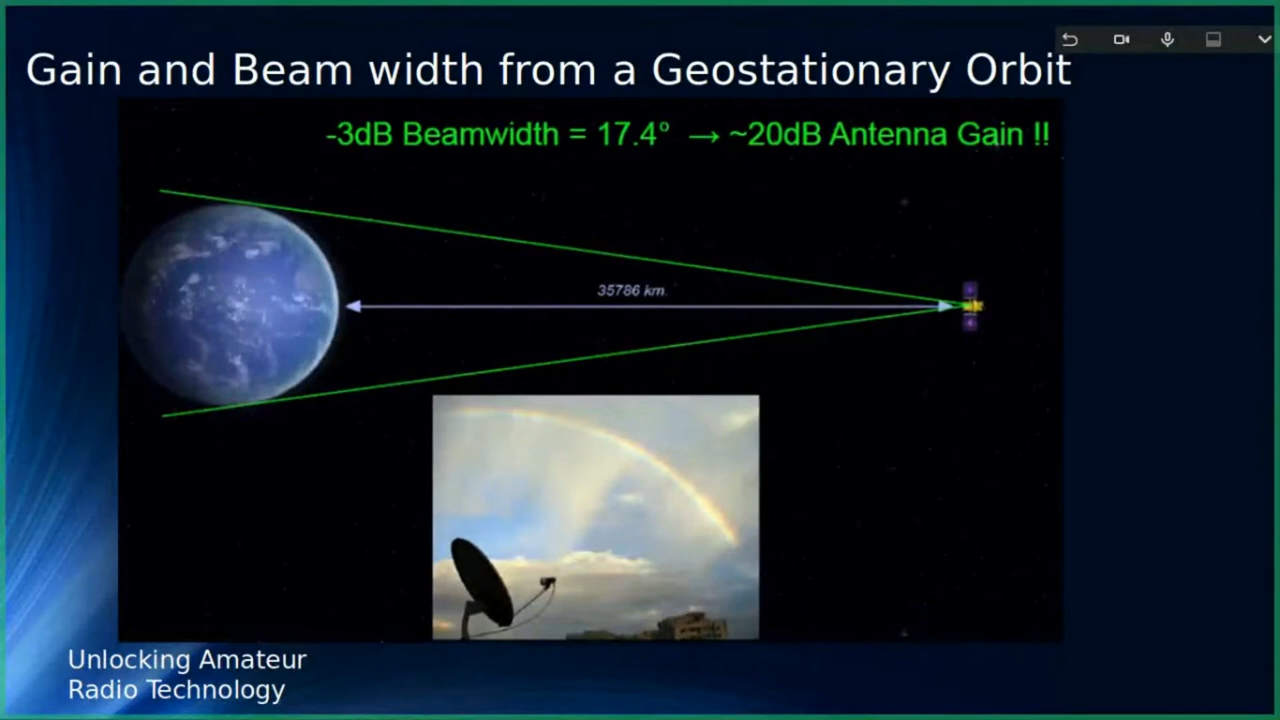 Gain and Beam width from a Geostationary Orbit
-3dB Beamwidth = 17.4° → ~20dB Antenna Gain !!
35786 km.
Unlocking Amateur
Radio Technology